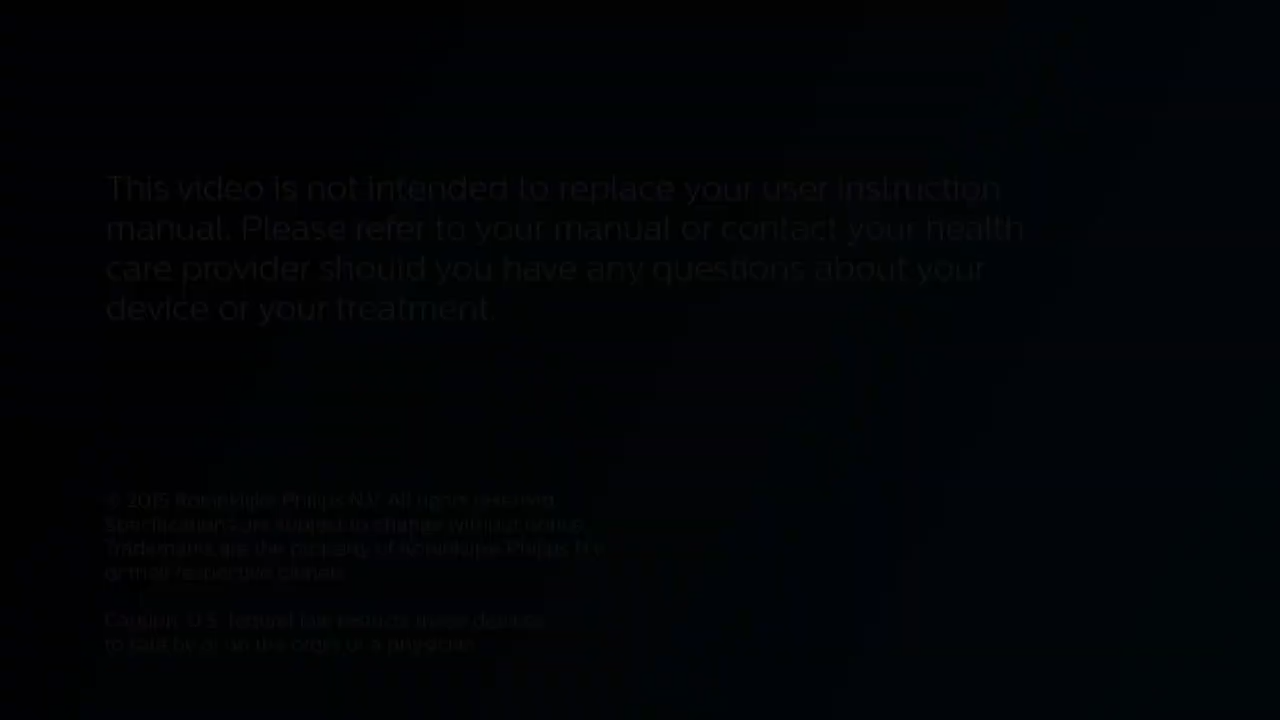 This video is not intended to replace your user instruction
manual. Please refer to your manual or contact your health
care provider should you have any questions about your
device or your treatment.
© 2015 Koninklijke Philips N.V. All rights reserved.
Specifications are subject to change without notice.
Trademarks are the property of Koninklijke Philips N.V.
or their respective owners.
Caution: U.S. federal law restricts these devices
to sale by or on the order of a physician.